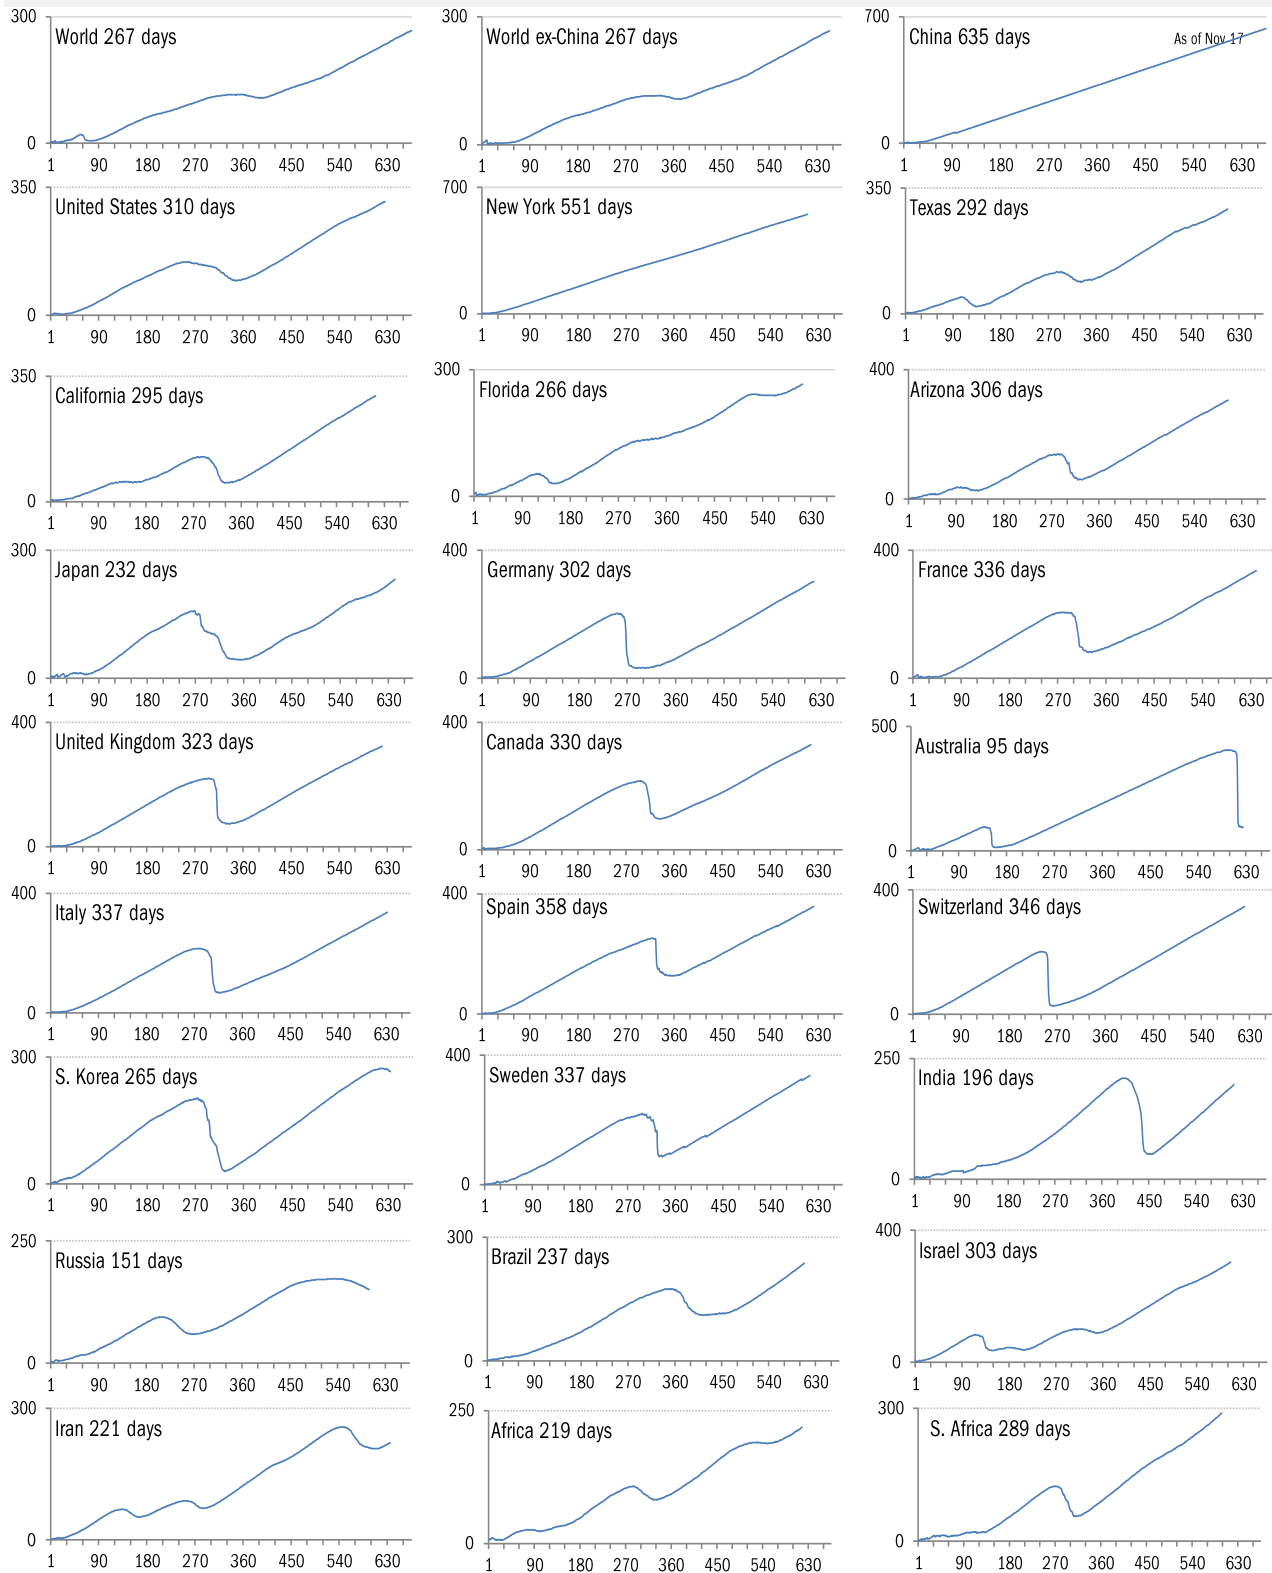 300
World 267 days
0
1 90 180 270 360 450 540 630
300
World ex-China 267 days
0
1 90 180 270 360 450 540 630
700
China 635 days
As of Nov 17
0
1 90 180 270 360 450 540 630
350
United States 310 days
0
1 90 180 270 360 450 540 630
700
New York 551 days
0
1 90 180 270 360 450 540 630
350
Texas 292 days
0
1 90 180 270 360 450 540 630
350
California 295 days
0
1 90 180 270 360 450 540 630
300
Florida 266 days
0
1 90 180 270 360 450 540 630
400
Arizona 306 days
0
1 90 180 270 360 450 540 630
300
Japan 232 days
0
1 90 180 270 360 450 540 630
400
Germany 302 days
0
1 90 180 270 360 450 540 630
400
France 336 days
0
1 90 180 270 360 450 540 630
400
United Kingdom 323 days
0
1 90 180 270 360 450 540 630
400
Canada 330 days
0
1 90 180 270 360 450 540 630
500
Australia 95 days
0
1 90 180 270 360 450 540 630
400
Italy 337 days
0
1 90 180 270 360 450 540 630
400
Spain 358 days
0
1 90 180 270 360 450 540 630
400
Switzerland 346 days
0
1 90 180 270 360 450 540 630
300
S. Korea 265 days
0
1 90 180 270 360 450 540 630
400
Sweden 337 days
0
1 90 180 270 360 450 540 630
250
India 196 days
0
1 90 180 270 360 450 540 630
250
Russia 151 days
0
1 90 180 270 360 450 540 630
300
Brazil 237 days
0
1 90 180 270 360 450 540 630
400
Israel 303 days
0
1 90 180 270 360 450 540 630
300
Iran 221 days
0
1 90 180 270 360 450 540 630
250
Africa 219 days
0
1 90 180 270 360 450 540 630
300
S. Africa 289 days
0
1 90 180 270 360 450 540 630